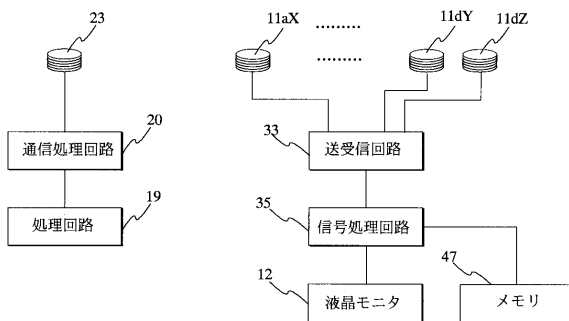 23
11aX
.........
11dY
11dZ
.........
20
通信処理回路
33
送受信回路
19
処理回路
35
信号処理回路
47
12
液晶モニタ
メモリ